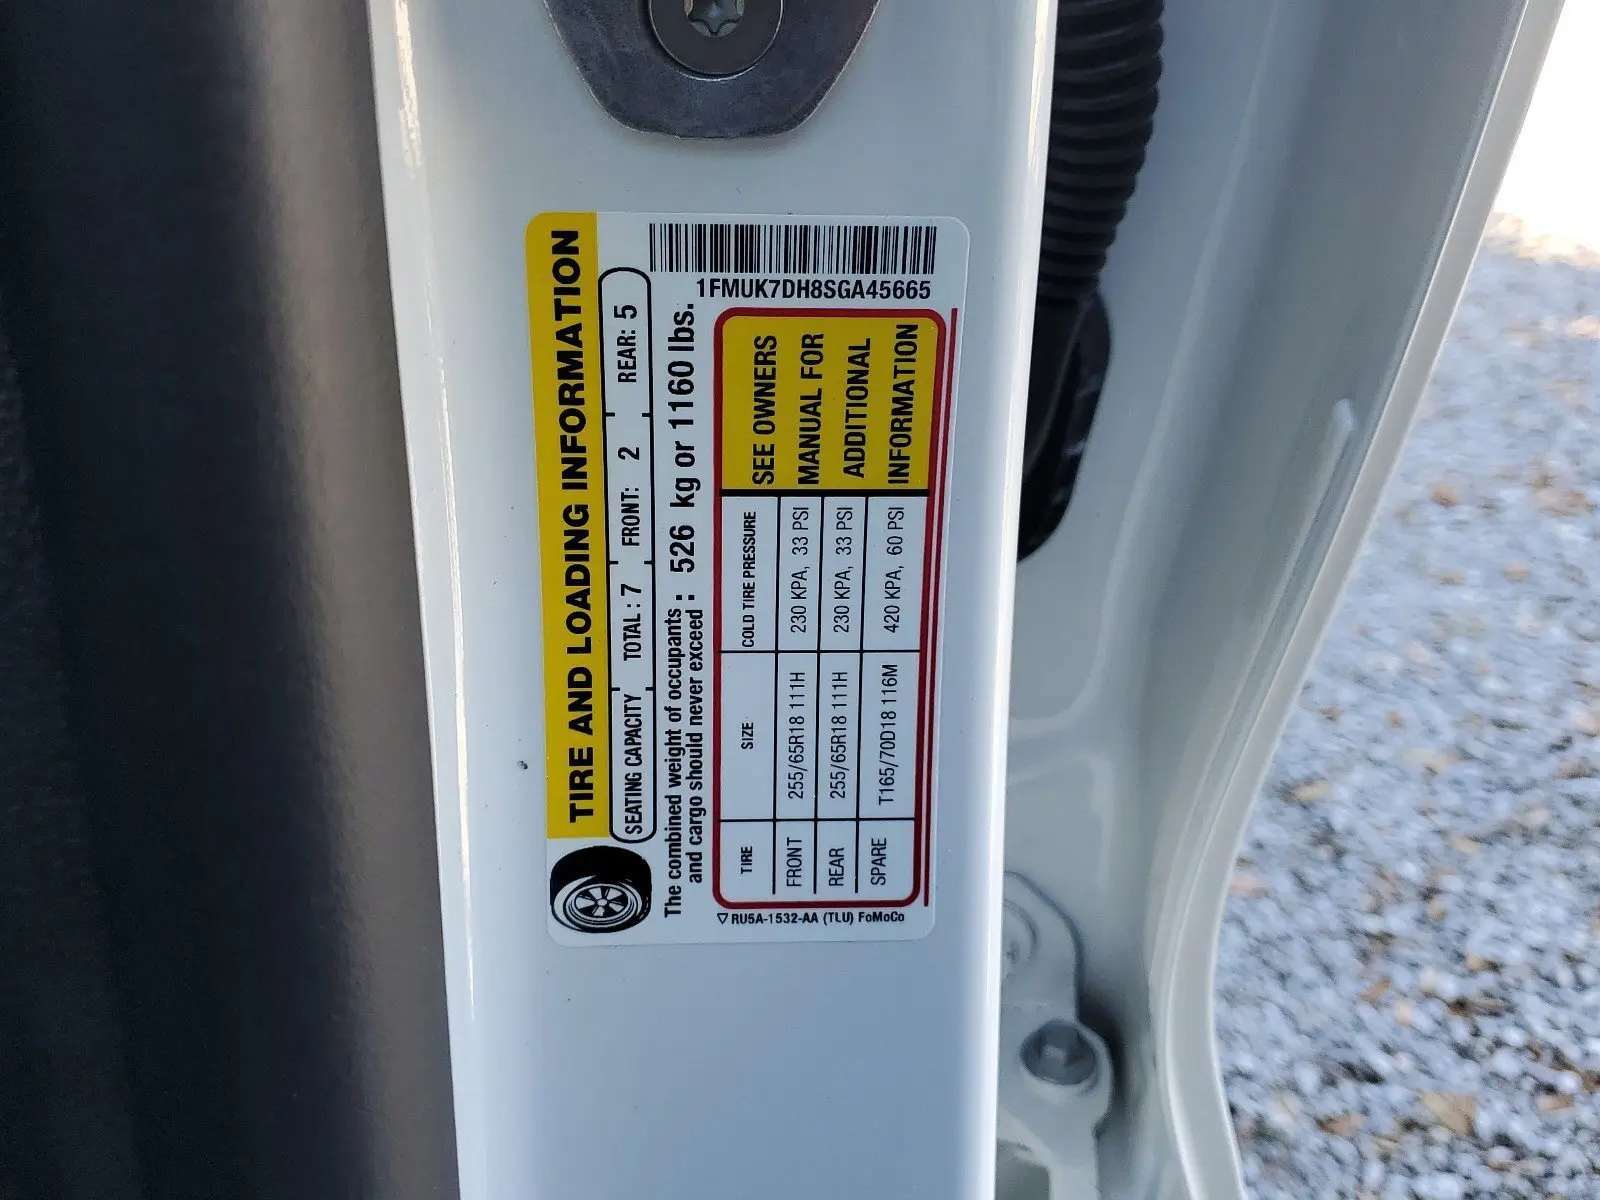 TIRE AND LOADING INFORMATION
SEATING CAPACITY TOTAL : 7 FRONT: 2 REAR: 5
The combined weight of occupants
and cargo should never exceed : 526 kg or 1160 lbs.
1FMUK7DH8SGA45665
TIRE SIZE COLD TIRE PRESSURE
FRONT 255/65R18 111H 230 KPA, 33 PSI
REAR 255/65R18 111H 230 KPA, 33 PSI
SPARE T165/70D18 116M 420 KPA, 60 PSI
SEE OWNERS
MANUAL FOR
ADDITIONAL
INFORMATION
▽ RU5A-1532-AA (TLU) FoMoCo